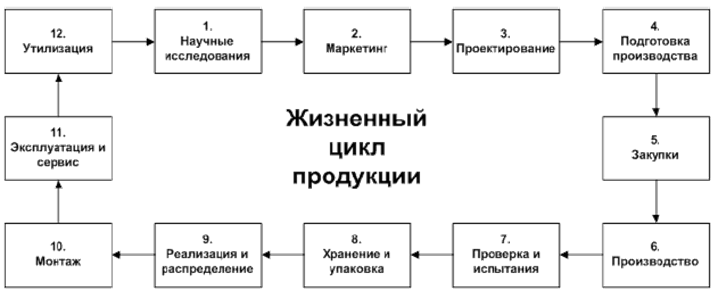 12.
Утилизация
1.
Научные
исследования
2.
Маркетинг
3.
Проектирование
4.
Подготовка
производства
11.
Эксплуатация и
сервис
Жизненный
цикл
продукции
5.
Закупки
10.
Монтаж
9.
Реализация и
распределение
8.
Хранение и
упаковка
7.
Проверка и
испытания
6.
Производство